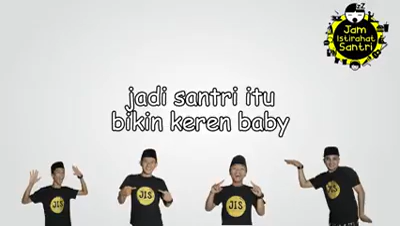 Jam
Istirahat
Santri
jadi santri itu
bikin keren baby
JIS
JIS
JIS
JIS